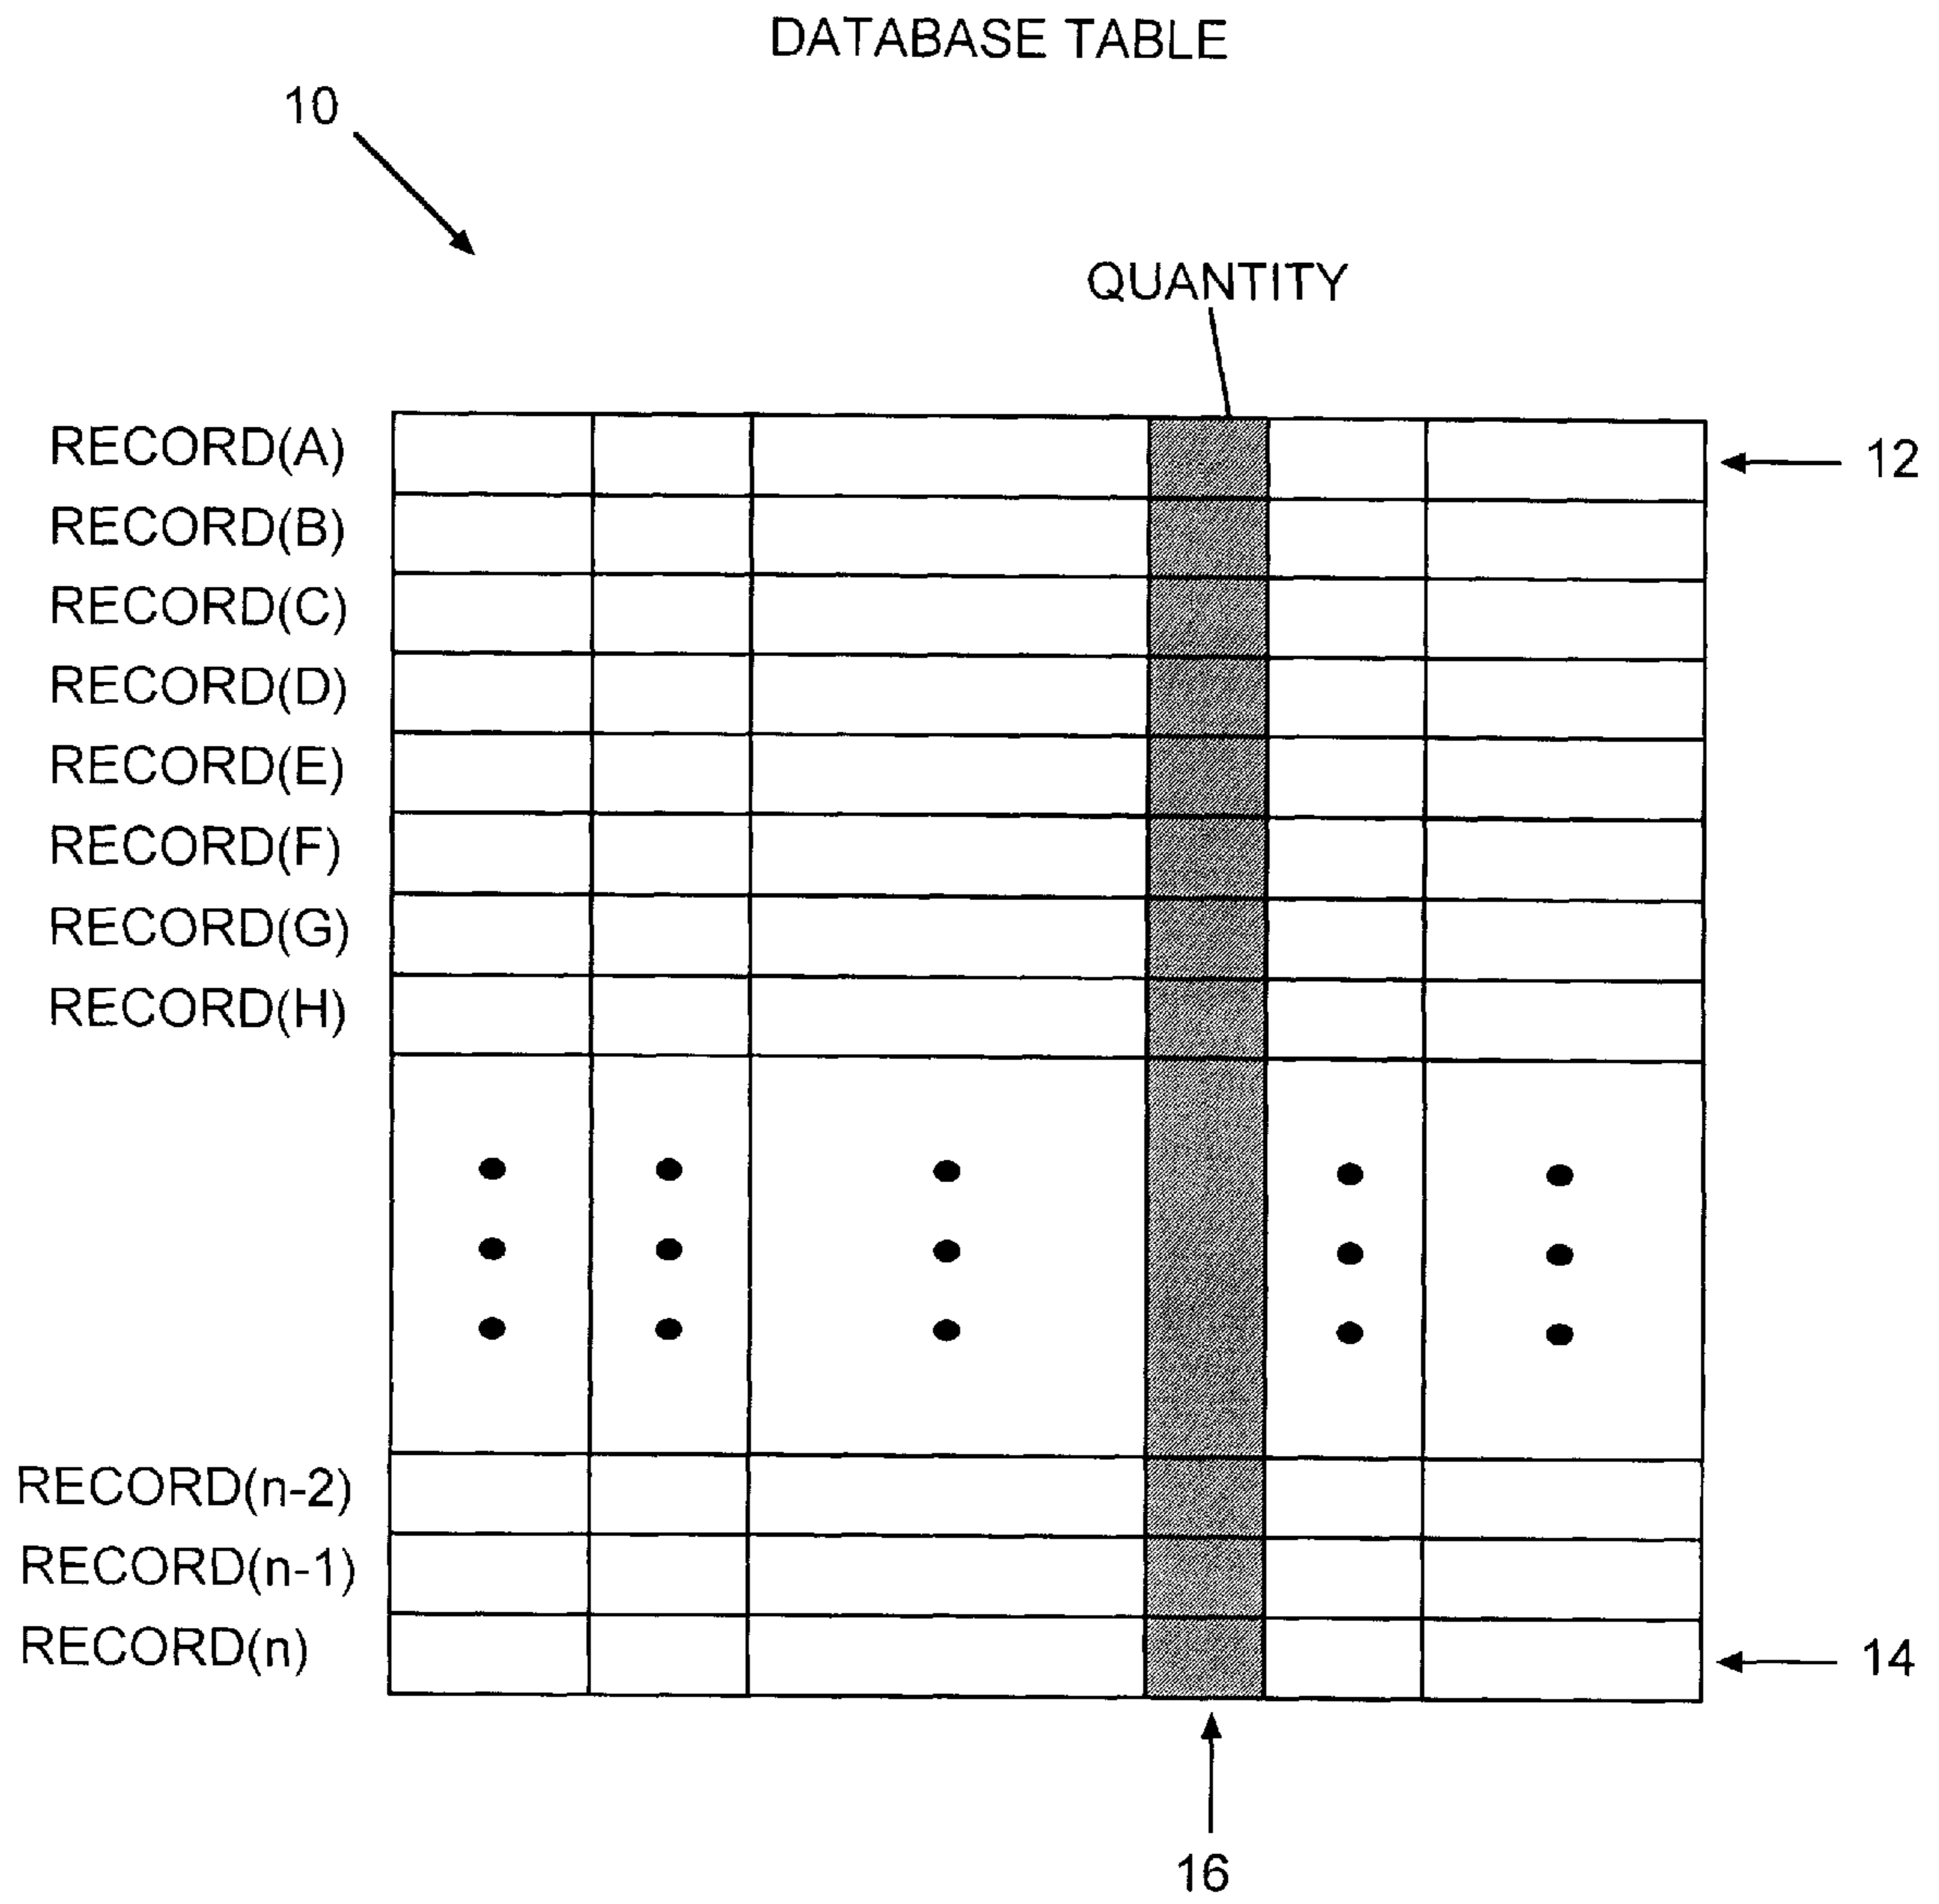 DATABASE TABLE
10
QUANTITY
RECORD(A)
12
RECORD(B)
RECORD(C)
RECORD(D)
RECORD(E)
RECORD(F)
RECORD(G)
RECORD(H)
RECORD(n-2)
RECORD(n-1)
RECORD(n)
14
16